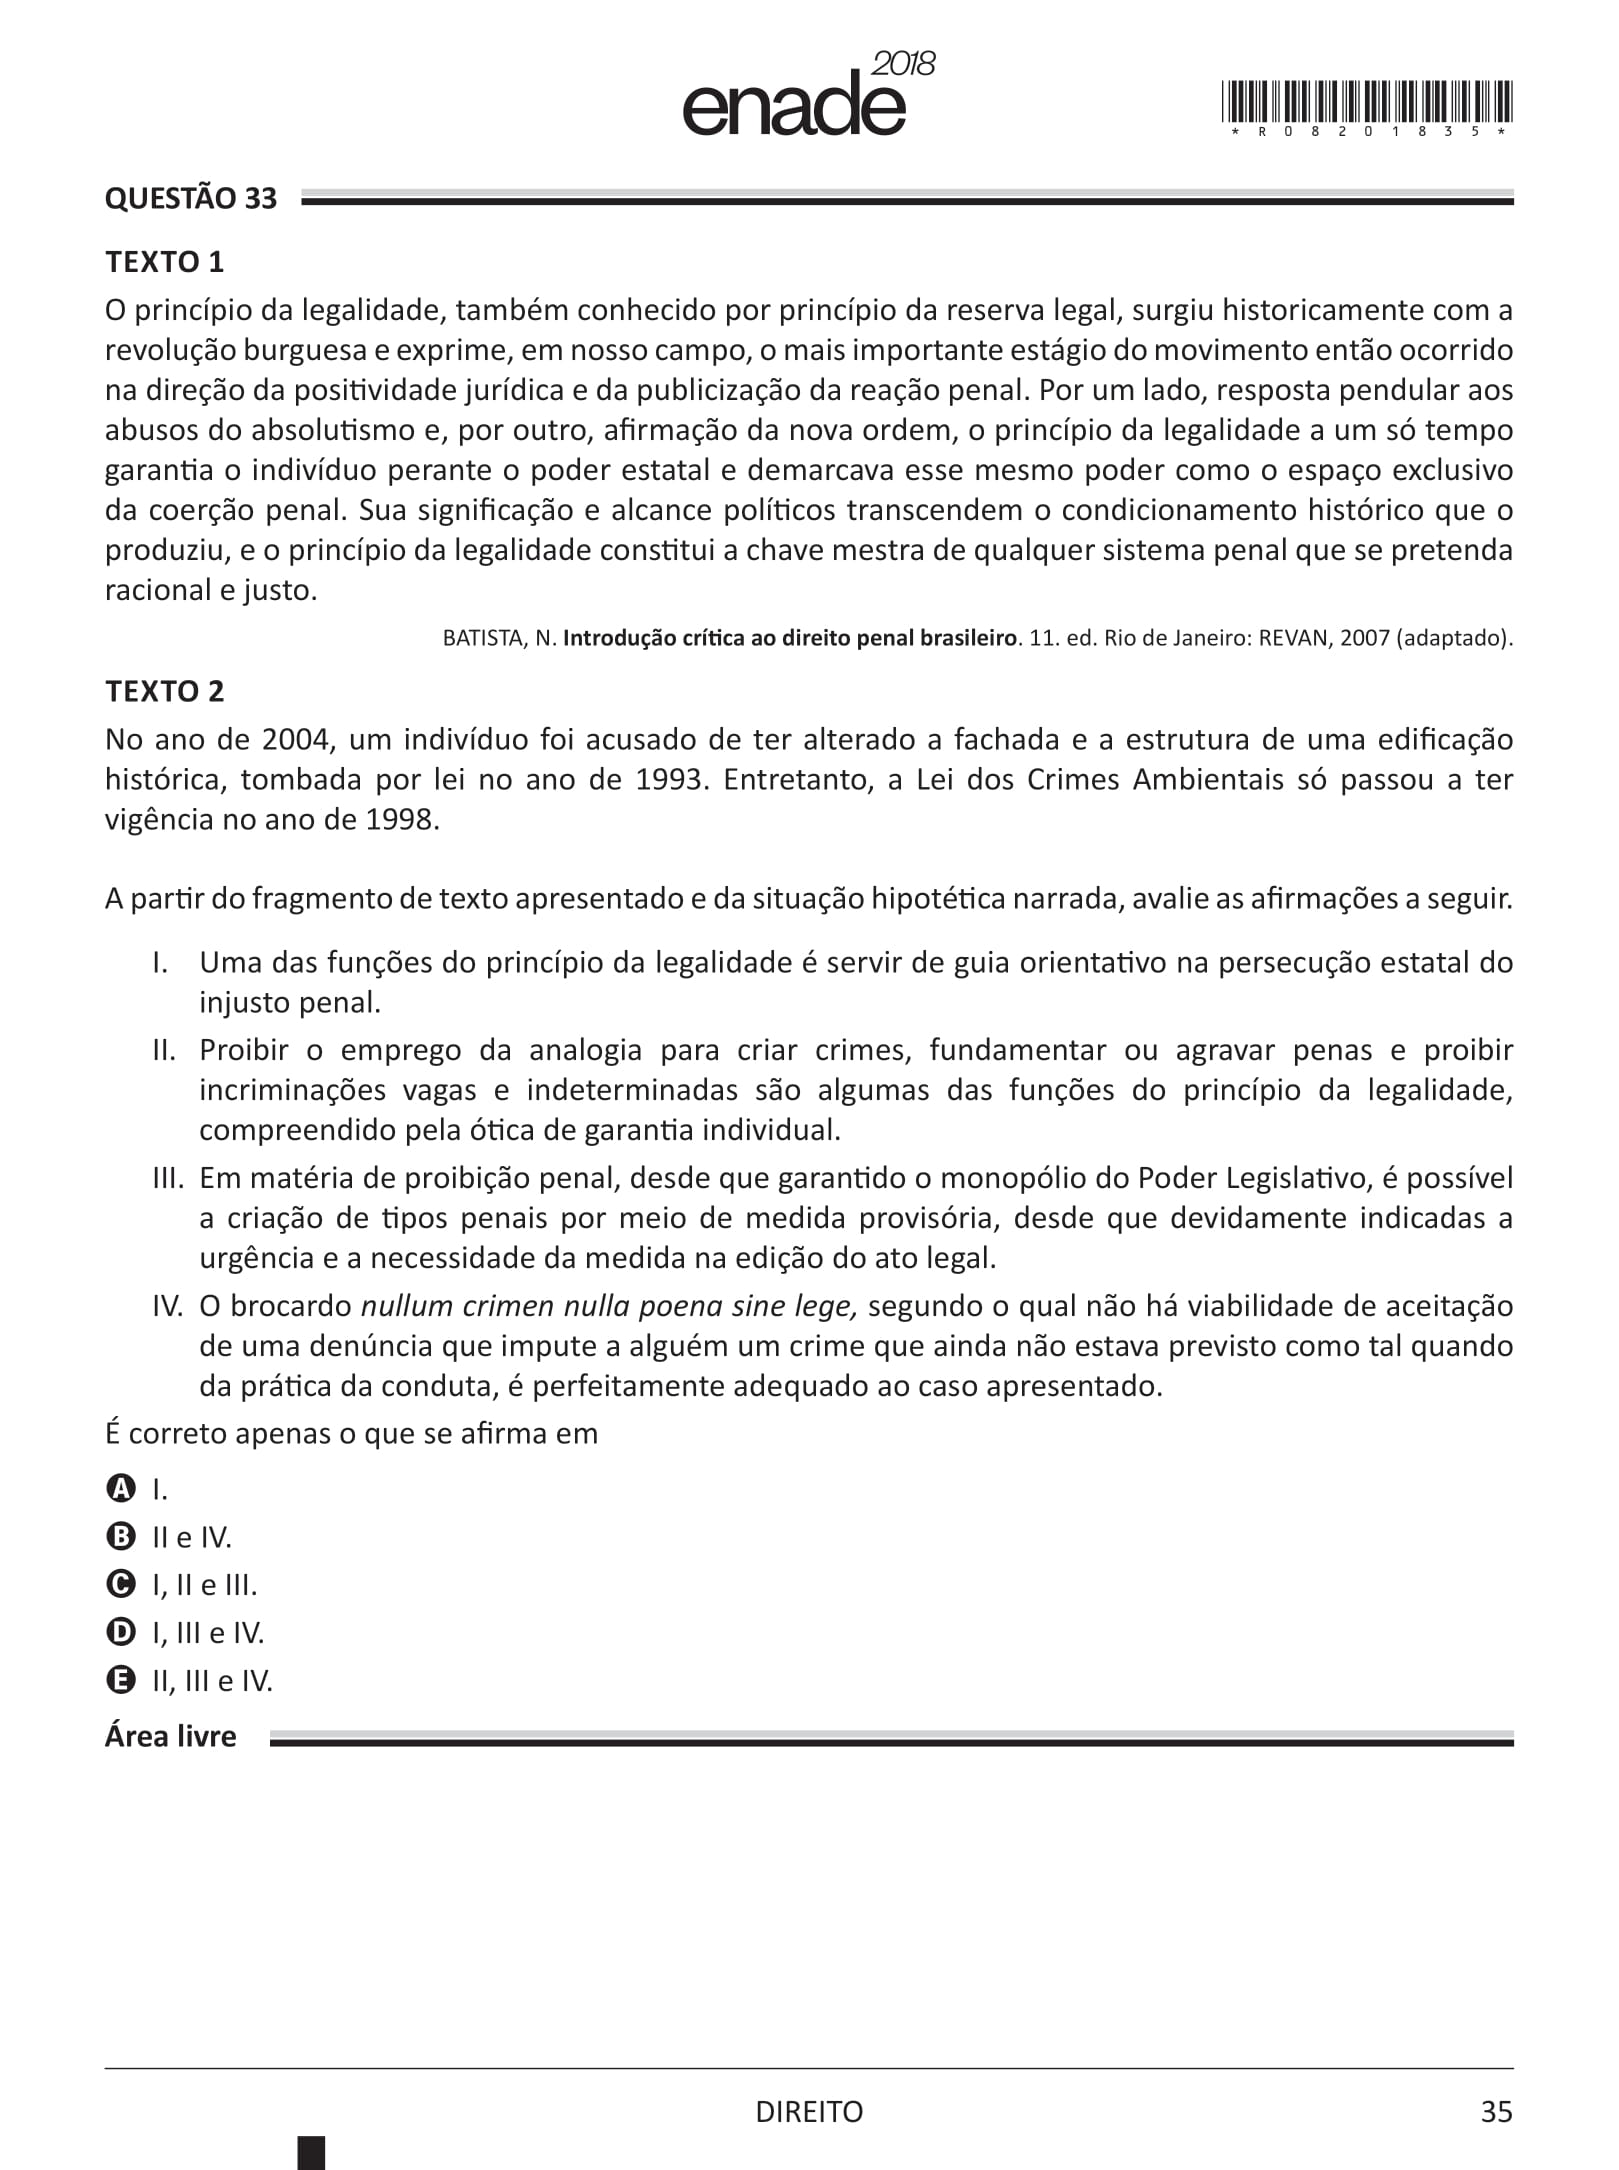 enade 2018
*R08201835*
QUESTÃO 33
TEXTO 1
O princípio da legalidade, também conhecido por princípio da reserva legal, surgiu historicamente com a
revolução burguesa e exprime, em nosso campo, o mais importante estágio do movimento então ocorrido
na direção da positividade jurídica e da publicização da reação penal. Por um lado, resposta pendular aos
abusos do absolutismo e, por outro, afirmação da nova ordem, o princípio da legalidade a um só tempo
garantia o indivíduo perante o poder estatal e demarcava esse mesmo poder como o espaço exclusivo
da coerção penal. Sua significação e alcance políticos transcendem o condicionamento histórico que o
produziu, e o princípio da legalidade constitui a chave mestra de qualquer sistema penal que se pretenda
racional e justo.
BATISTA, N. Introdução crítica ao direito penal brasileiro. 11. ed. Rio de Janeiro: REVAN, 2007 (adaptado).
TEXTO 2
No ano de 2004, um indivíduo foi acusado de ter alterado a fachada e a estrutura de uma edificação
histórica, tombada por lei no ano de 1993. Entretanto, a Lei dos Crimes Ambientais só passou a ter
vigência no ano de 1998.
A partir do fragmento de texto apresentado e da situação hipotética narrada, avalie as afirmações a seguir.
I. Uma das funções do princípio da legalidade é servir de guia orientativo na persecução estatal do
injusto penal.
II. Proibir o emprego da analogia para criar crimes, fundamentar ou agravar penas e proibir
incriminações vagas e indeterminadas são algumas das funções do princípio da legalidade,
compreendido pela ótica de garantia individual.
III. Em matéria de proibição penal, desde que garantido o monopólio do Poder Legislativo, é possível
a criação de tipos penais por meio de medida provisória, desde que devidamente indicadas a
urgência e a necessidade da medida na edição do ato legal.
IV. O brocardo nullum crimen nulla poena sine lege, segundo o qual não há viabilidade de aceitação
de uma denúncia que impute a alguém um crime que ainda não estava previsto como tal quando
da prática da conduta, é perfeitamente adequado ao caso apresentado.
É correto apenas o que se afirma em
A I.
B II e IV.
C I, II e III.
D I, III e IV.
E II, III e IV.
Área livre
DIREITO
35